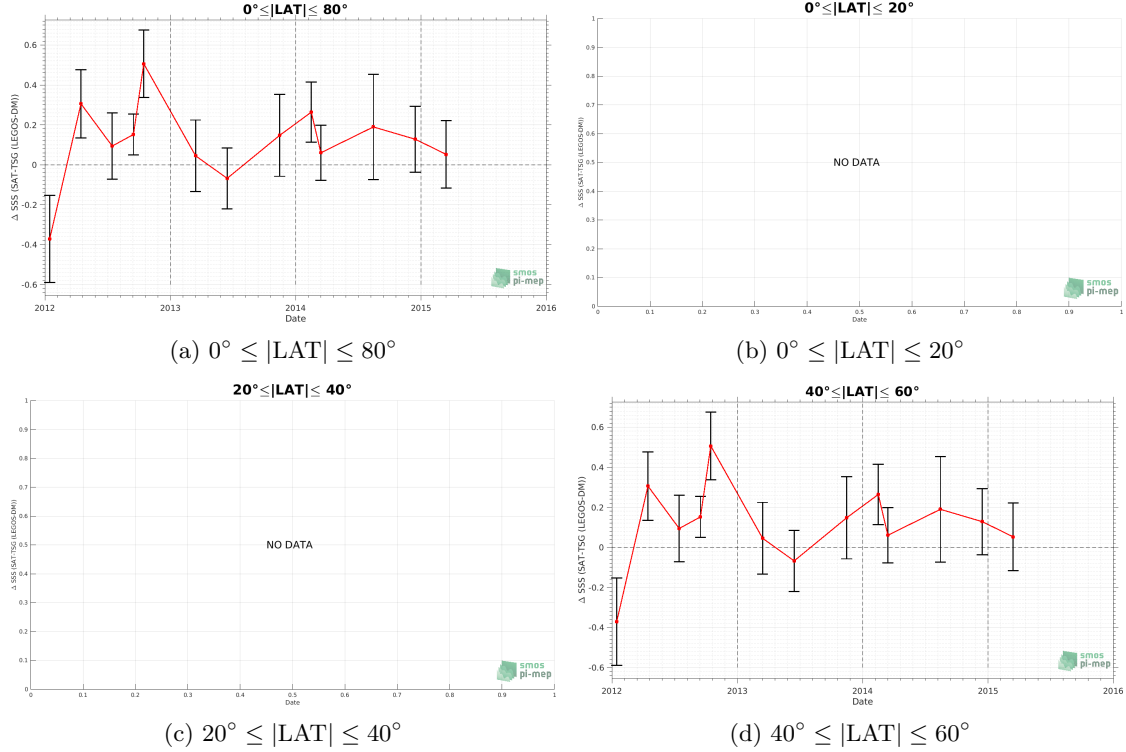 0°≤|LAT|≤ 80°
Δ SSS (SAT-TSG (LEGOS-DM))
0.6
0.4
0.2
0
-0.2
-0.4
-0.6
2012 2013 2014 2015 2016
Date
smos
pi-mep
(a) 0° ≤ |LAT| ≤ 80°
0°≤|LAT|≤ 20°
Δ SSS (SAT-TSG (LEGOS-DM))
1
0.9
0.8
0.7
0.6
0.5
0.4
0.3
0.2
0.1
0
NO DATA
0 0.1 0.2 0.3 0.4 0.5 0.6 0.7 0.8 0.9 1
Date
smos
pi-mep
(b) 0° ≤ |LAT| ≤ 20°
20°≤|LAT|≤ 40°
Δ SSS (SAT-TSG (LEGOS-DM))
1
0.9
0.8
0.7
0.6
0.5
0.4
0.3
0.2
0.1
0
NO DATA
0 0.1 0.2 0.3 0.4 0.5 0.6 0.7 0.8 0.9 1
Date
smos
pi-mep
(c) 20° ≤ |LAT| ≤ 40°
40°≤|LAT|≤ 60°
Δ SSS (SAT-TSG (LEGOS-DM))
0.6
0.4
0.2
0
-0.2
-0.4
-0.6
2012 2013 2014 2015 2016
Date
smos
pi-mep
(d) 40° ≤ |LAT| ≤ 60°